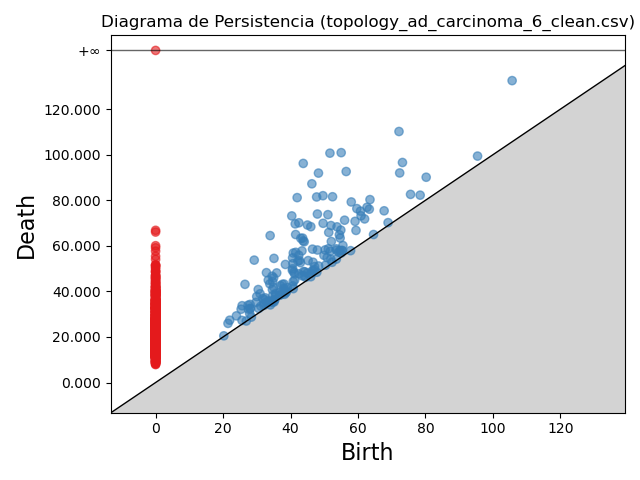 Diagrama de Persistencia (topology_ad_carcinoma_6_clean.csv)
+∞
120.000
100.000
80.000
60.000
40.000
20.000
0.000
Death
0 20 40 60 80 100 120
Birth